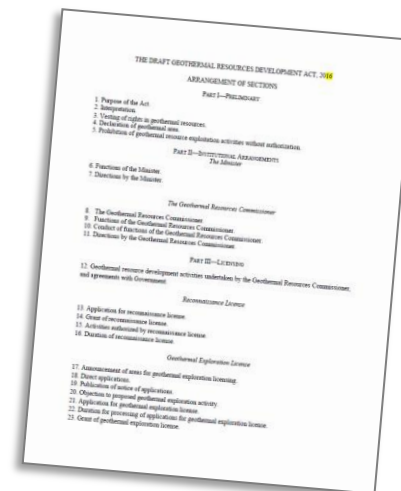 THE DRAFT GEOTHERMAL RESOURCES DEVELOPMENT ACT, 2016
ARRANGEMENT OF SECTIONS
PART I—PRELIMINARY
1. Purpose of the Act.
2. Interpretation.
3. Vesting of rights in geothermal resources.
4. Declaration of geothermal area.
5. Prohibition of geothermal resource exploitation activities without authorization.
PART II—INSTITUTIONAL ARRANGEMENTS
The Minister
6. Functions of the Minister.
7. Directions by the Minister.
The Geothermal Resources Commissioner
8. The Geothermal Resources Commissioner.
9. Functions of the Geothermal Resources Commissioner.
10. Conduct of functions of the Geothermal Resources Commissioner.
11. Directions by the Geothermal Resources Commissioner.
PART III—LICENSING
12. Geothermal resource development activities undertaken by the Geothermal Resources Commissioner,
and agreements with Government
Reconnaissance Licence
13. Application for reconnaissance license.
14. Grant of reconnaissance license.
15. Activities authorized by reconnaissance license.
16. Duration of reconnaissance license.
Geothermal Exploration Licence
17. Announcement of areas for geothermal exploration licensing.
18. Direct applications.
19. Publication of notice of applications.
20. Objection to proposed geothermal exploration activity.
21. Application for geothermal exploration license.
22. Duration for processing of applications for geothermal exploration license.
23. Grant of geothermal exploration license.